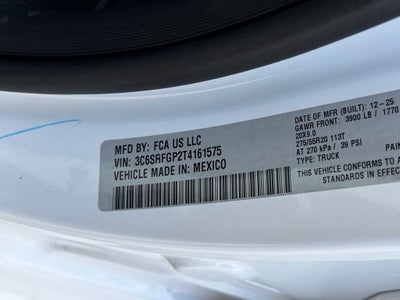 MFD BY: FCA US LLC
VIN: 3C6SRFGP2T4161575
VEHICLE MADE IN: MEXICO
DATE OF MFR (BUILT): 12-25
GAWR FRONT: 3900 LB / 1770
20X9.0
275/55R20 113T
AT 270 kPa / 39 PSI
TYPE: TRUCK
PAIN
THIS VEHICLE CONFORMS TO
STANDARDS IN EFFEC